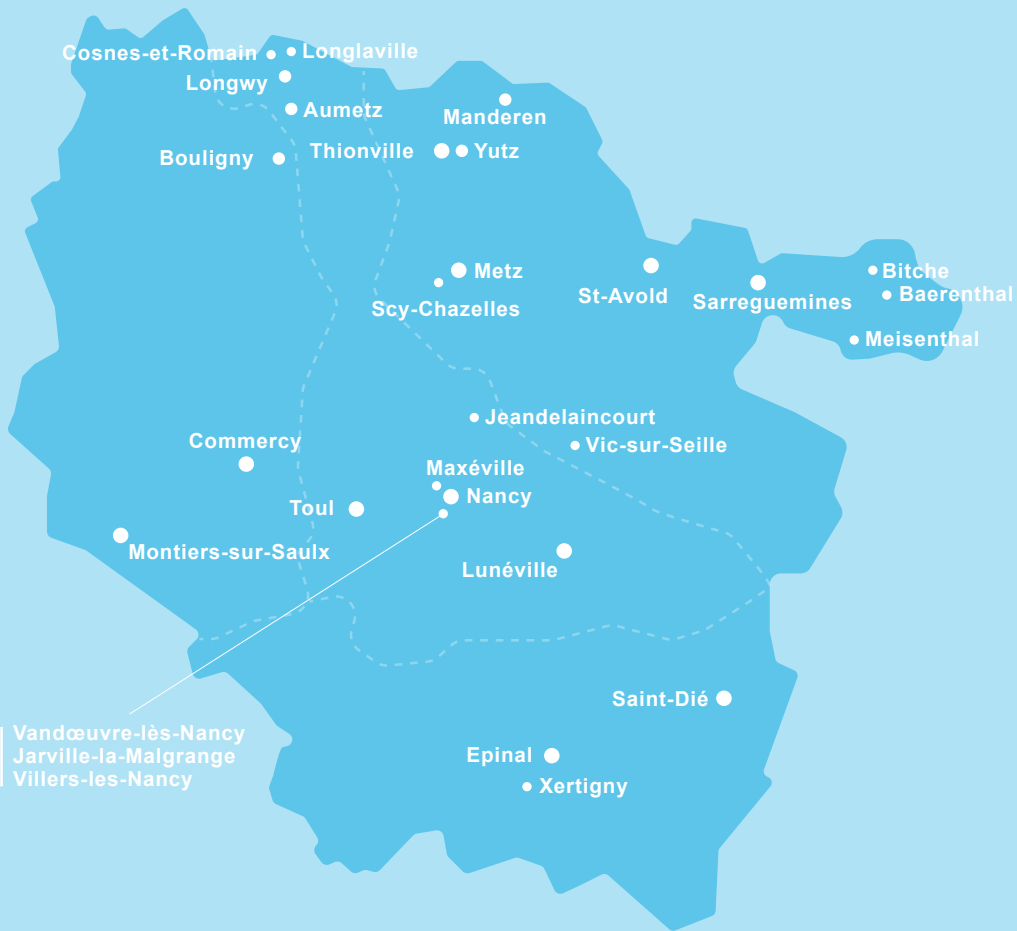 Cosnes-et-Romain
Longlaville
Longwy
Aumetz
Manderen
Bouligny
Thionville
Yutz
Metz
Scy-Chazelles
St-Avold
Sarreguemines
Bitche
Baerenthal
Meisenthal
Jeandelaincourt
Vic-sur-Seille
Commercy
Maxéville
Nancy
Toul
Montiers-sur-Saulx
Lunéville
Saint-Dié
Vandœuvre-lès-Nancy
Jarville-la-Malgrange
Villers-les-Nancy
Epinal
Xertigny